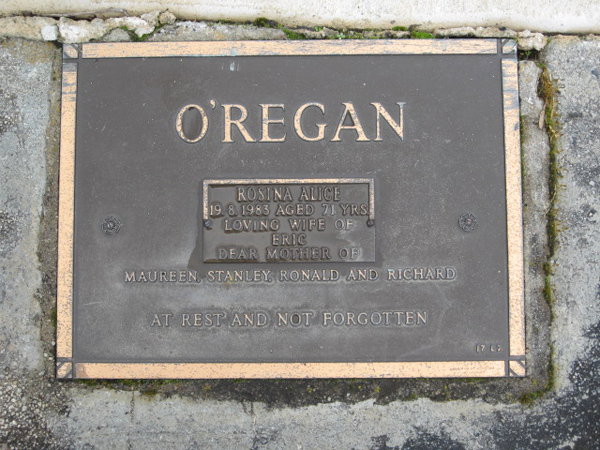 O'REGAN
ROSINA ALICE
19.8.1983 AGED 71 YRS.
LOVING WIFE OF
ERIC
DEAR MOTHER OF
MAUREEN, STANLEY, RONALD AND RICHARD
AT REST AND NOT FORGOTTEN